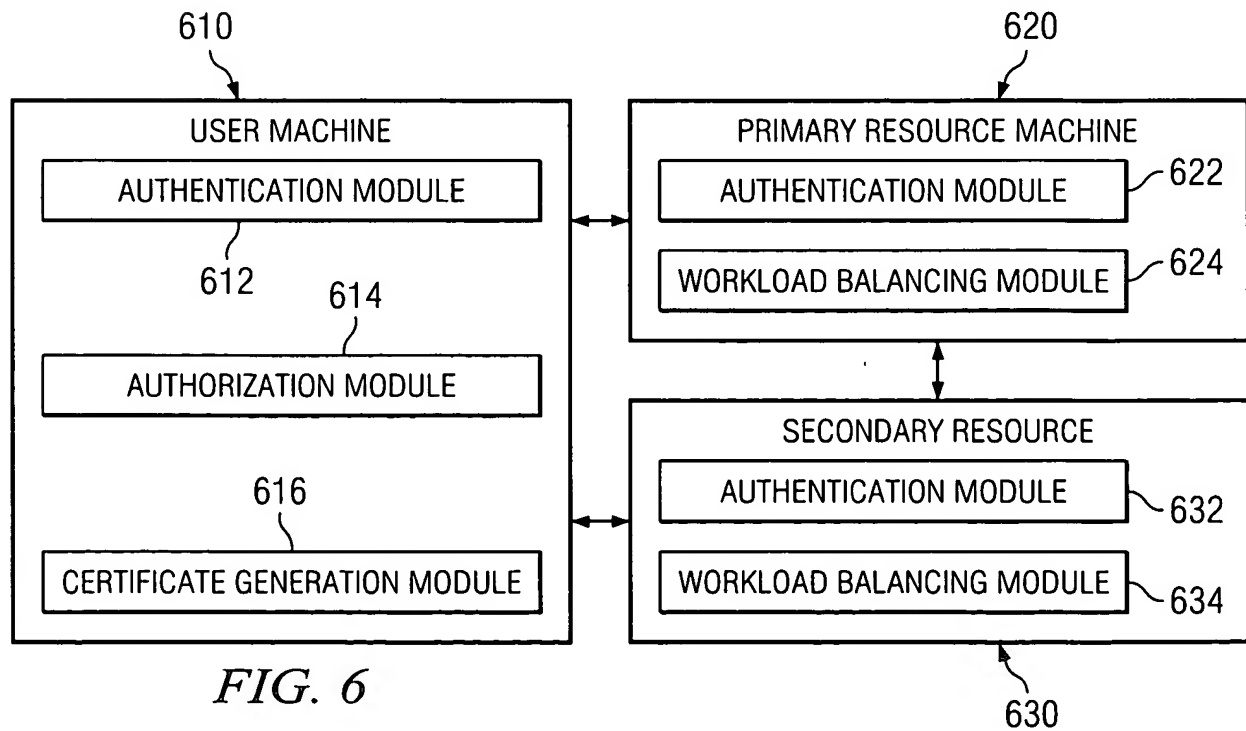 610
620
USER MACHINE
AUTHENTICATION MODULE
612
614
AUTHORIZATION MODULE
616
CERTIFICATE GENERATION MODULE
PRIMARY RESOURCE MACHINE
AUTHENTICATION MODULE
622
WORKLOAD BALANCING MODULE
624
SECONDARY RESOURCE
AUTHENTICATION MODULE
632
WORKLOAD BALANCING MODULE
634
FIG. 6
630